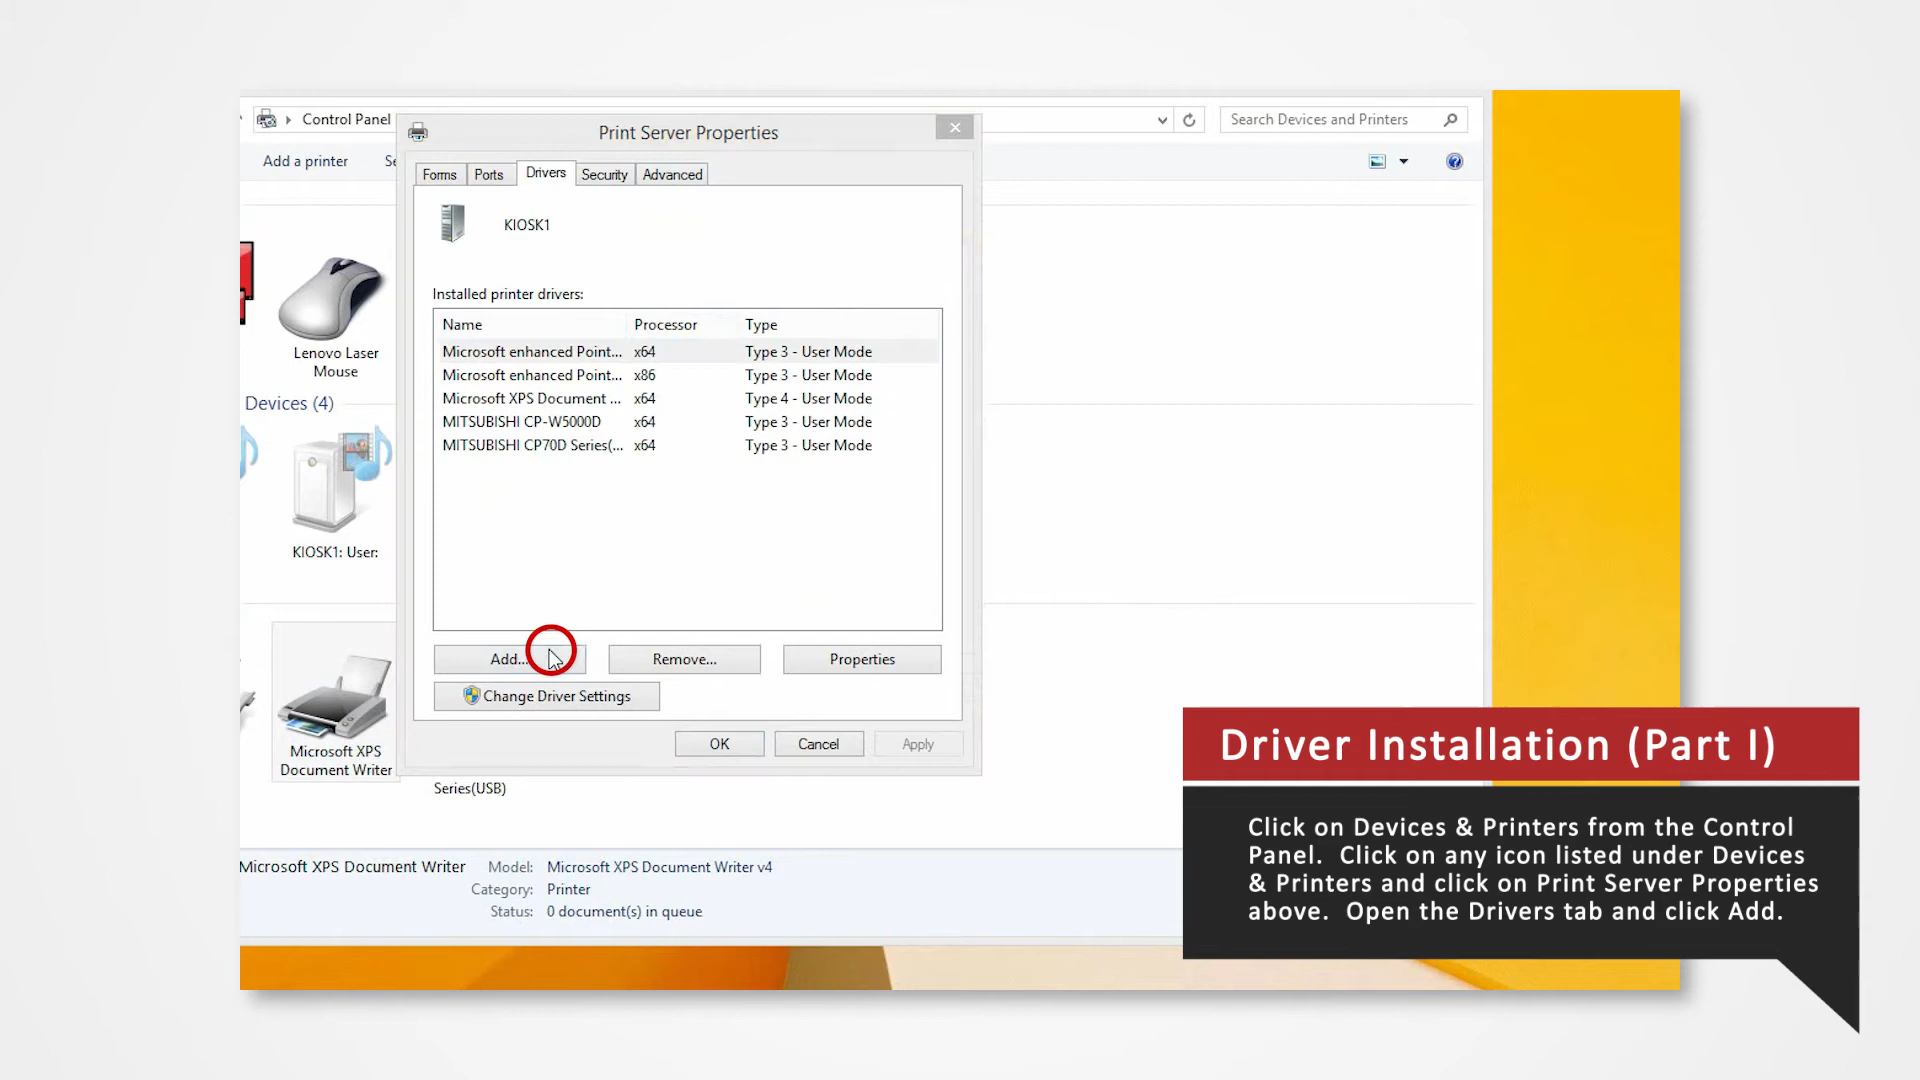 Control Panel
Search Devices and Printers
Add a printer
Print Server Properties
Forms
Ports
Drivers
Security
Advanced
KIOSK1
Installed printer drivers:
Name Processor Type
Microsoft enhanced Point... x64 Type 3 - User Mode
Microsoft enhanced Point... x86 Type 3 - User Mode
Microsoft XPS Document ... x64 Type 4 - User Mode
MITSUBISHI CP-W5000D x64 Type 3 - User Mode
MITSUBISHI CP70D Series(... x64 Type 3 - User Mode
Add...
Remove...
Properties
Change Driver Settings
OK
Cancel
Apply
Lenovo Laser
Mouse
Devices (4)
KIOSK1: User:
Microsoft XPS
Document Writer
Series(USB)
Microsoft XPS Document Writer
Model: Microsoft XPS Document Writer v4
Category: Printer
Status: 0 document(s) in queue
Driver Installation (Part I)
Click on Devices & Printers from the Control
Panel. Click on any icon listed under Devices
& Printers and click on Print Server Properties
above. Open the Drivers tab and click Add.